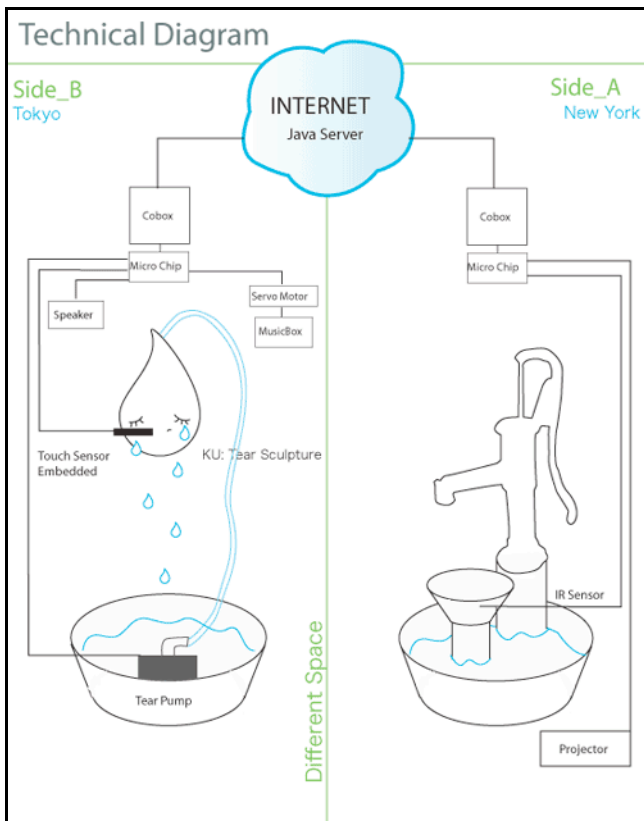 Technical Diagram
Side_B
Tokyo
INTERNET
Java Server
Side_A
New York
Cobox
Micro Chip
Speaker
Servo Motor
MusicBox
Touch Sensor
Embedded
KU: Tear Sculpture
Tear Pump
Different Space
Cobox
Micro Chip
IR Sensor
Projector